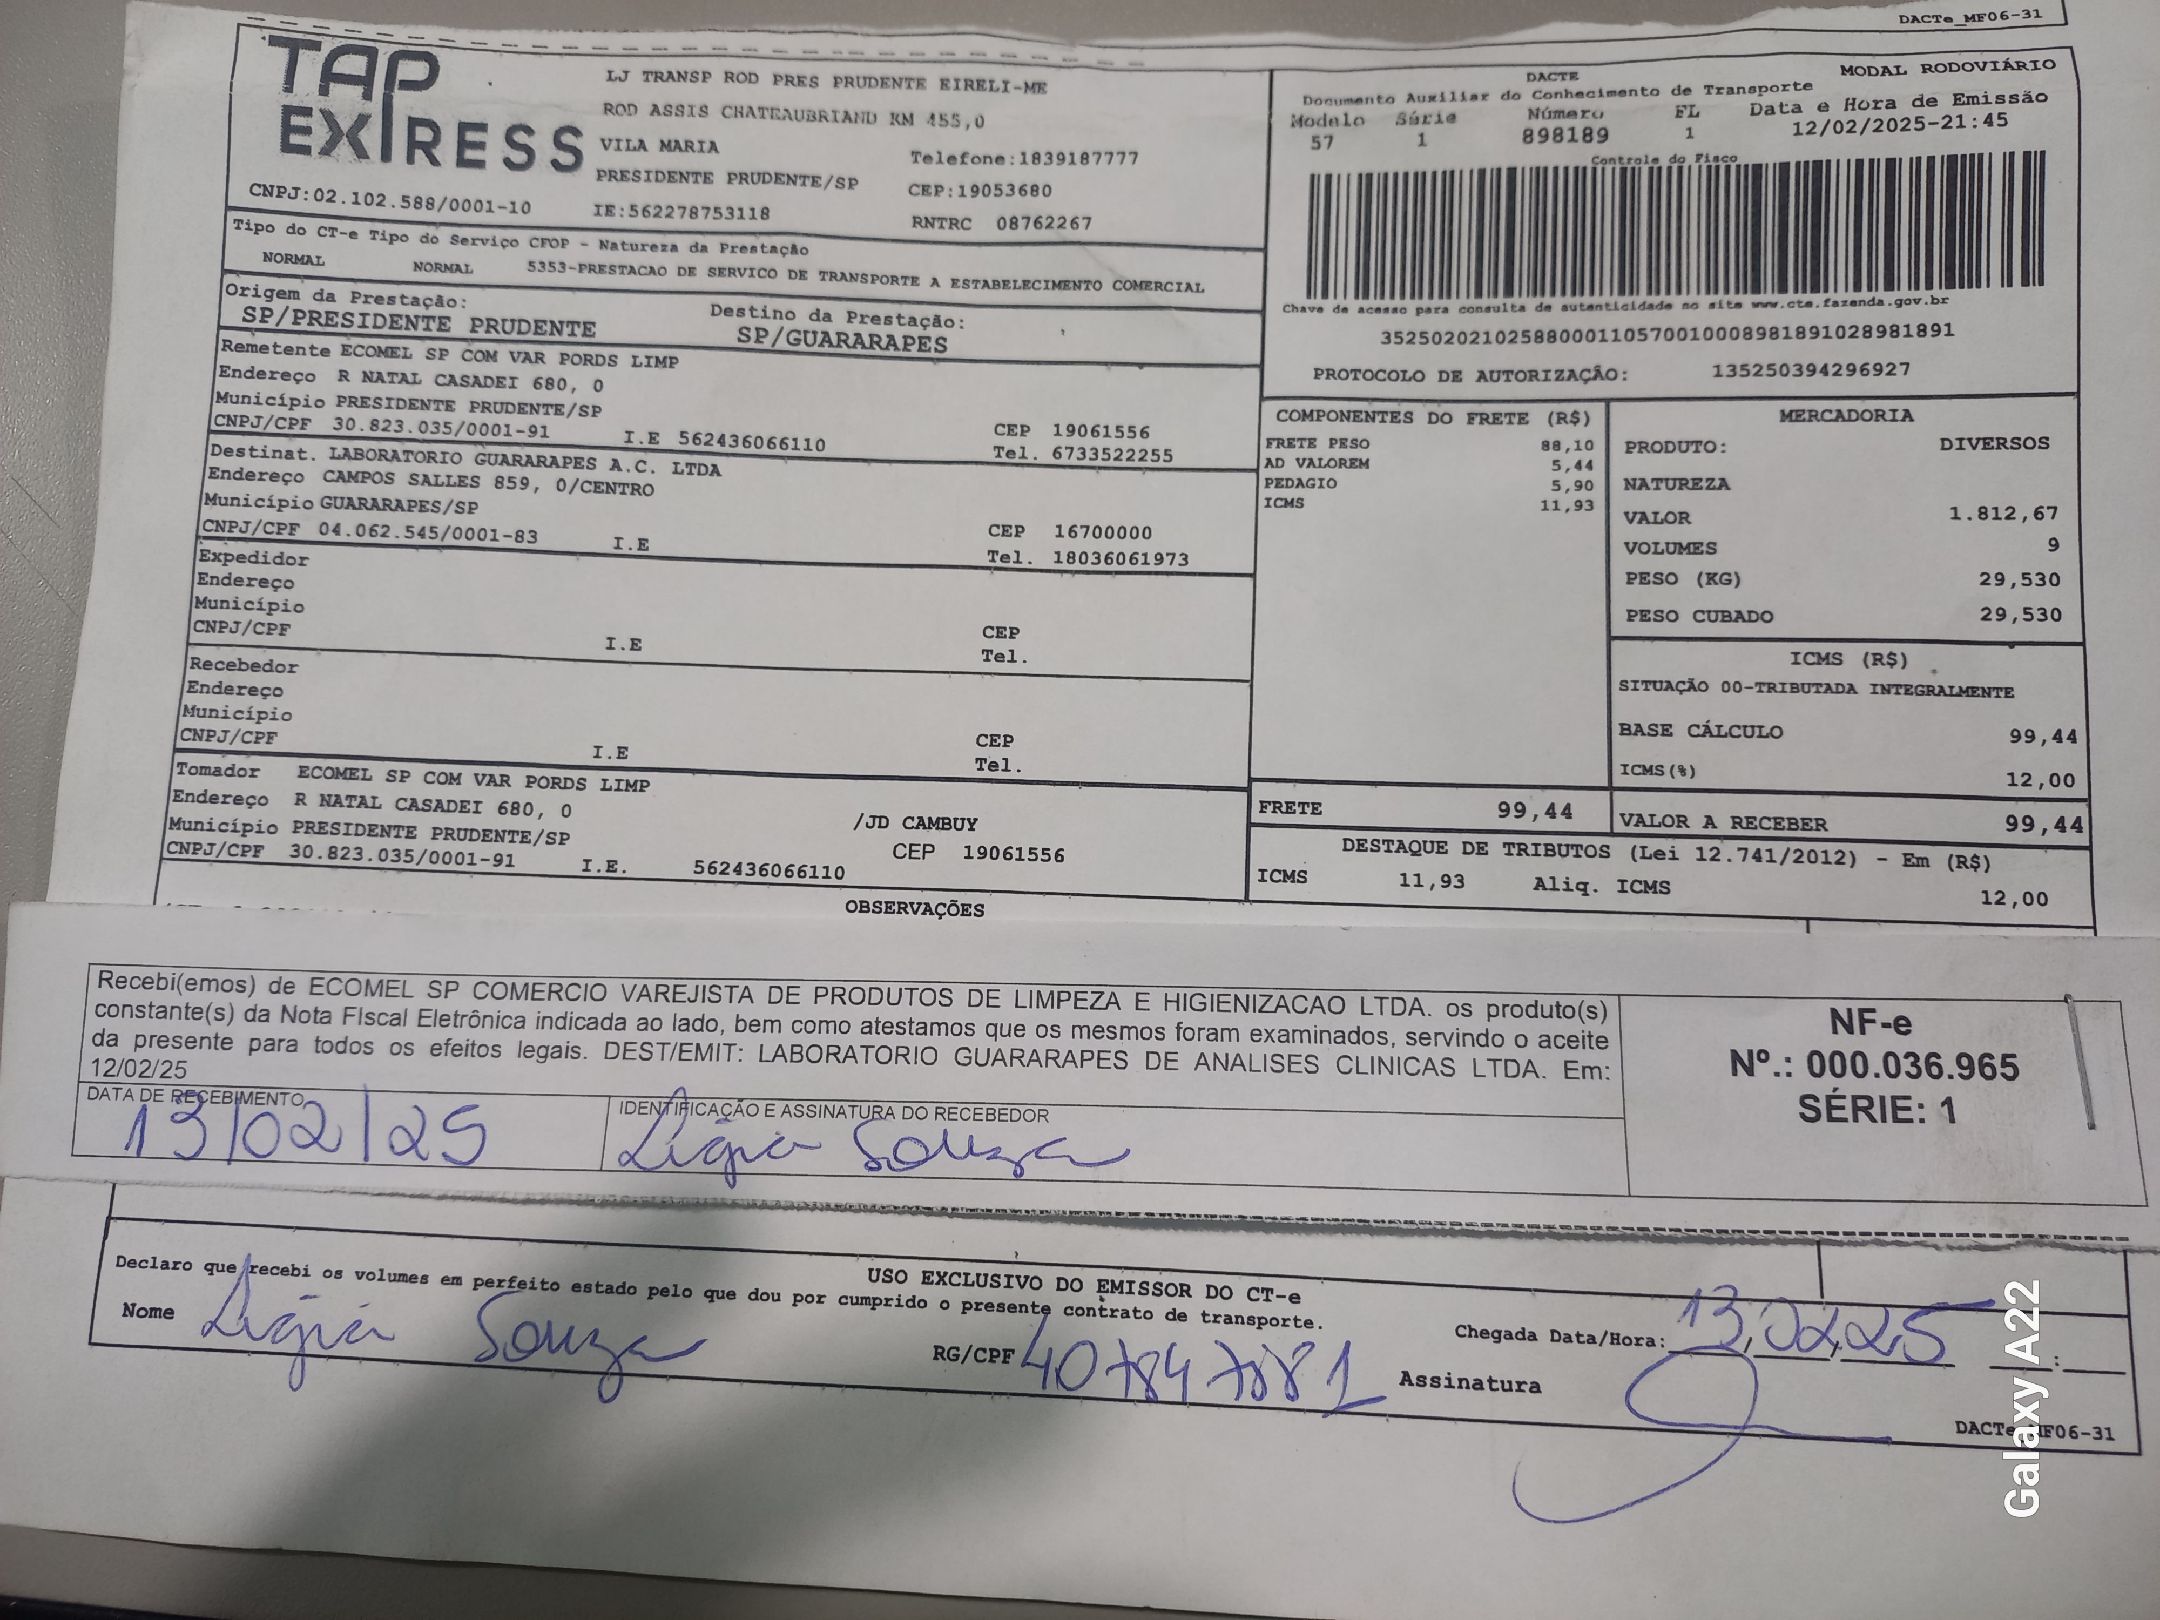 DACTe_MF06-31
TAP EXPRESS
CNPJ:02.102.588/0001-10
LJ TRANSP ROD PRES PRUDENTE EIRELI-ME
ROD ASSIS CHATEAUBRIAND KM 455,0
VILA MARIA
Telefone:1839187777
PRESIDENTE PRUDENTE/SP
CEP:19053680
IE:562278753118
RNTRC 08762267
DACTE
MODAL RODOVIÁRIO
Documento Auxiliar do Conhecimento de Transporte
Modelo Série Número FL Data e Hora de Emissão
57 1 898189 1 12/02/2025-21:45
Controle do Fisco
Chave de acesso para consulta de autenticidade no site www.cte.fazenda.gov.br
35250202102588000110570010008981891028981891
PROTOCOLO DE AUTORIZAÇÃO: 135250394296927
Tipo do CT-e Tipo do Serviço CFOP - Natureza da Prestação
NORMAL NORMAL 5353-PRESTACAO DE SERVICO DE TRANSPORTE A ESTABELECIMENTO COMERCIAL
Origem da Prestação: Destino da Prestação:
SP/PRESIDENTE PRUDENTE SP/GUARARAPES
Remetente ECOMEL SP COM VAR PORDS LIMP
Endereço R NATAL CASADEI 680, 0
Município PRESIDENTE PRUDENTE/SP CEP 19061556
CNPJ/CPF 30.823.035/0001-91 I.E 562436066110 Tel. 6733522255
Destinat. LABORATORIO GUARARAPES A.C. LTDA
Endereço CAMPOS SALLES 859, 0/CENTRO
Município GUARARAPES/SP CEP 16700000
CNPJ/CPF 04.062.545/0001-83 I.E Tel. 18036061973
Expedidor
Endereço
Município CEP
CNPJ/CPF I.E Tel.
Recebedor
Endereço
Município CEP
CNPJ/CPF I.E Tel.
Tomador ECOMEL SP COM VAR PORDS LIMP
Endereço R NATAL CASADEI 680, 0 /JD CAMBUY
Município PRESIDENTE PRUDENTE/SP CEP 19061556
CNPJ/CPF 30.823.035/0001-91 I.E. 562436066110
COMPONENTES DO FRETE (R$)
FRETE PESO 88,10
AD VALOREM 5,44
PEDAGIO 5,90
ICMS 11,93
MERCADORIA
PRODUTO: DIVERSOS
NATUREZA
VALOR 1.812,67
VOLUMES 9
PESO (KG) 29,530
PESO CUBADO 29,530
ICMS (R$)
SITUAÇÃO 00-TRIBUTADA INTEGRALMENTE
BASE CÁLCULO 99,44
ICMS(%) 12,00
FRETE 99,44 VALOR A RECEBER 99,44
DESTAQUE DE TRIBUTOS (Lei 12.741/2012) - Em (R$)
ICMS 11,93 Aliq. ICMS 12,00
OBSERVAÇÕES
Recebi(emos) de ECOMEL SP COMERCIO VAREJISTA DE PRODUTOS DE LIMPEZA E HIGIENIZACAO LTDA. os produto(s)
constante(s) da Nota FIscal Eletrônica indicada ao lado, bem como atestamos que os mesmos foram examinados, servindo o aceite
da presente para todos os efeitos legais. DEST/EMIT: LABORATORIO GUARARAPES DE ANALISES CLINICAS LTDA. Em:
12/02/25
DATA DE RECEBIMENTO IDENTIFICAÇÃO E ASSINATURA DO RECEBEDOR
13/02/25 Ligia Souza
NF-e
Nº.: 000.036.965
SÉRIE: 1
USO EXCLUSIVO DO EMISSOR DO CT-e
Declaro que recebi os volumes em perfeito estado pelo que dou por cumprido o presente contrato de transporte.
Nome Ligia Souza RG/CPF 407847881 Chegada Data/Hora: 13,02,25 :
Assinatura
DACTe_MF06-31
Galaxy A22